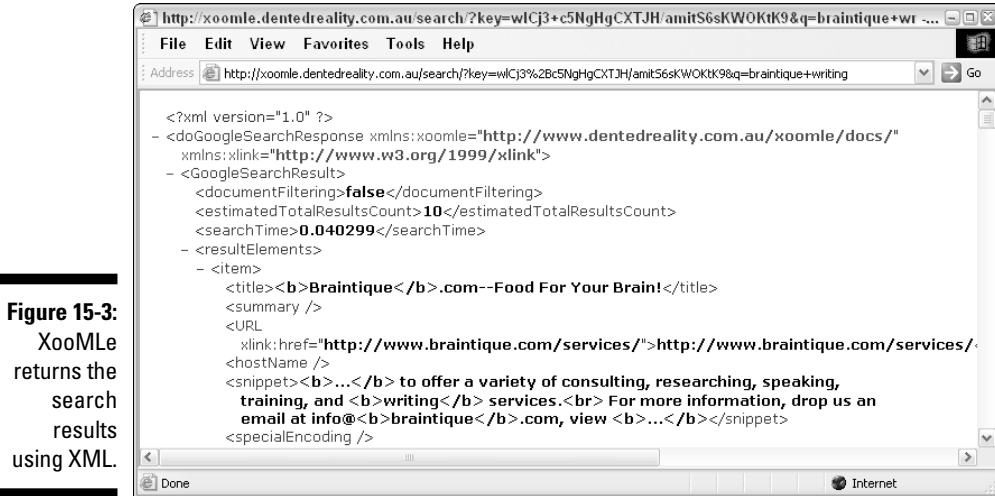 http://xoomle.dentedreality.com.au/search/?key=wlCj3+c5NgHgCXTJH/amitS6sKWOKtK9&q=braintique+wr -...
File Edit View Favorites Tools Help
Address http://xoomle.dentedreality.com.au/search/?key=wlCj3%2Bc5NgHgCXTJH/amitS6sKWOKtK9&q=braintique+writing Go
<?xml version="1.0" ?>
- <doGoogleSearchResponse xmlns:xoomle="http://www.dentedreality.com.au/xoomle/docs/"
xmlns:xlink="http://www.w3.org/1999/xlink">
- <GoogleSearchResult>
<documentFiltering>false</documentFiltering>
<estimatedTotalResultsCount>10</estimatedTotalResultsCount>
<searchTime>0.040299</searchTime>
- <resultElements>
- <item>
<title><b>Braintique</b>.com--Food For Your Brain!</title>
<summary />
<URL
xlink:href="http://www.braintique.com/services/">http://www.braintique.com/services/<
<hostName />
<snippet><b>...</b> to offer a variety of consulting, researching, speaking,
training, and <b>writing</b> services.<br> For more information, drop us an
email at info@<b>braintique</b>.com, view <b>...</b></snippet>
<specialEncoding />
Done Internet
Figure 15-3:
XooMLe
returns the
search
results
using XML.